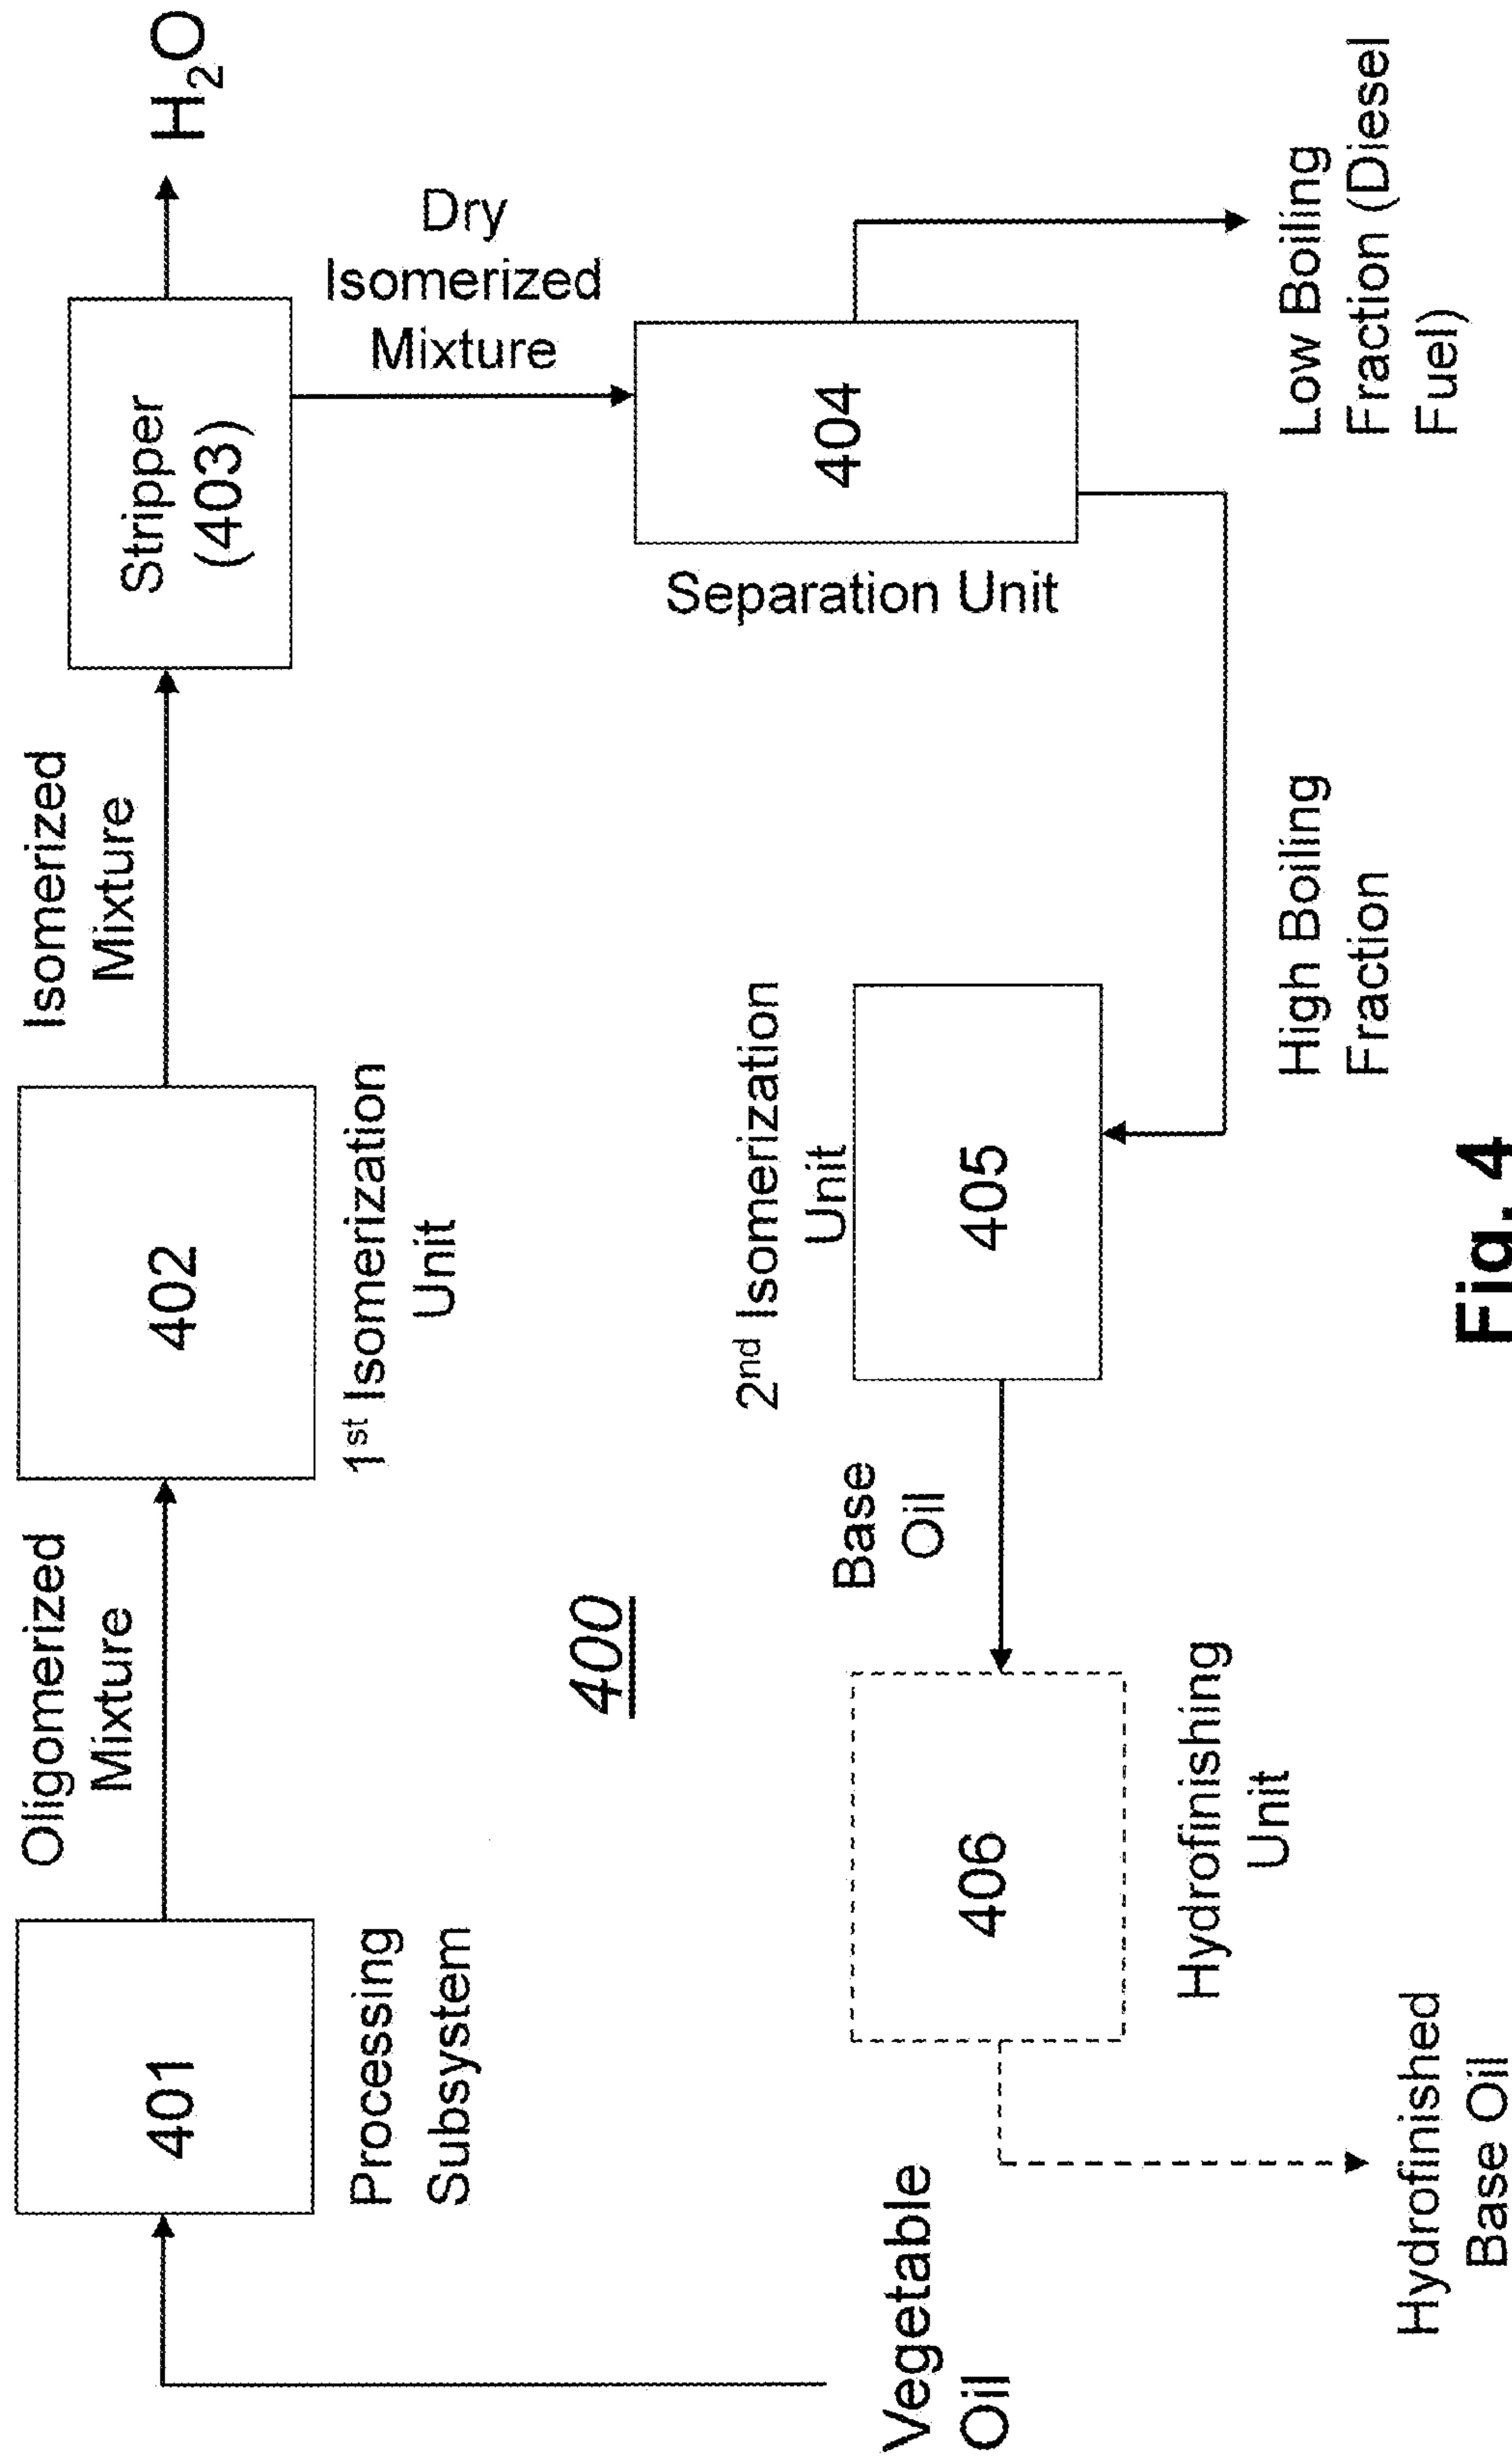 Oligomerized
Mixture
Isomerized
Mixture
H₂O
401
Processing
Subsystem
402
1st Isomerization
Unit
Stripper
(403)
Dry
Isomerized
Mixture
400
404
Separation Unit
Low Boiling
Fraction (Diesel
Fuel)
High Boiling
Fraction
2nd Isomerization
Unit
405
Base
Oil
406
Hydrofinishing
Unit
Vegetable
Oil
Hydrofinished
Base Oil
Fig. 4